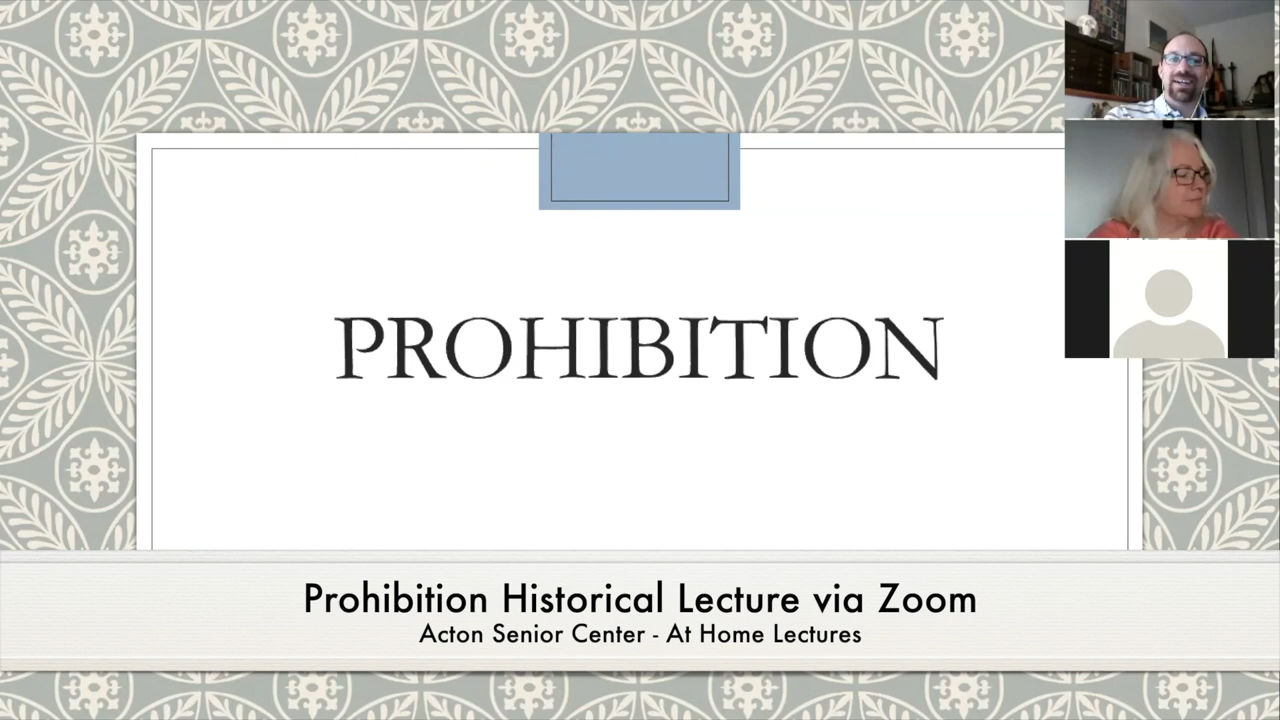 PROHIBITION
Prohibition Historical Lecture via Zoom
Acton Senior Center - At Home Lectures